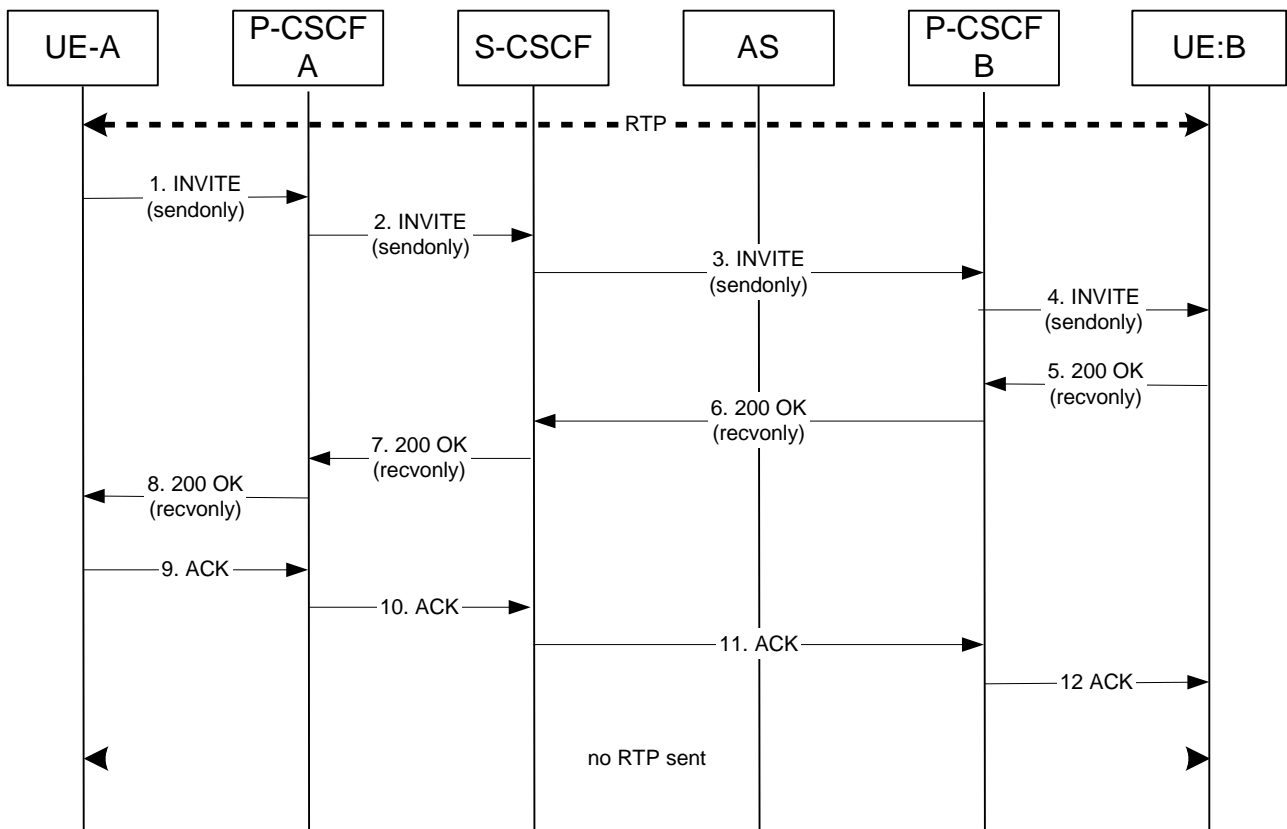 UE-A
P-CSCF
A
S-CSCF
AS
P-CSCF
B
UE:B
RTP
1. INVITE
(sendonly)
2. INVITE
(sendonly)
3. INVITE
(sendonly)
4. INVITE
(sendonly)
5. 200 OK
(recvonly)
6. 200 OK
(recvonly)
7. 200 OK
(recvonly)
8. 200 OK
(recvonly)
9. ACK
10. ACK
11. ACK
12 ACK
no RTP sent